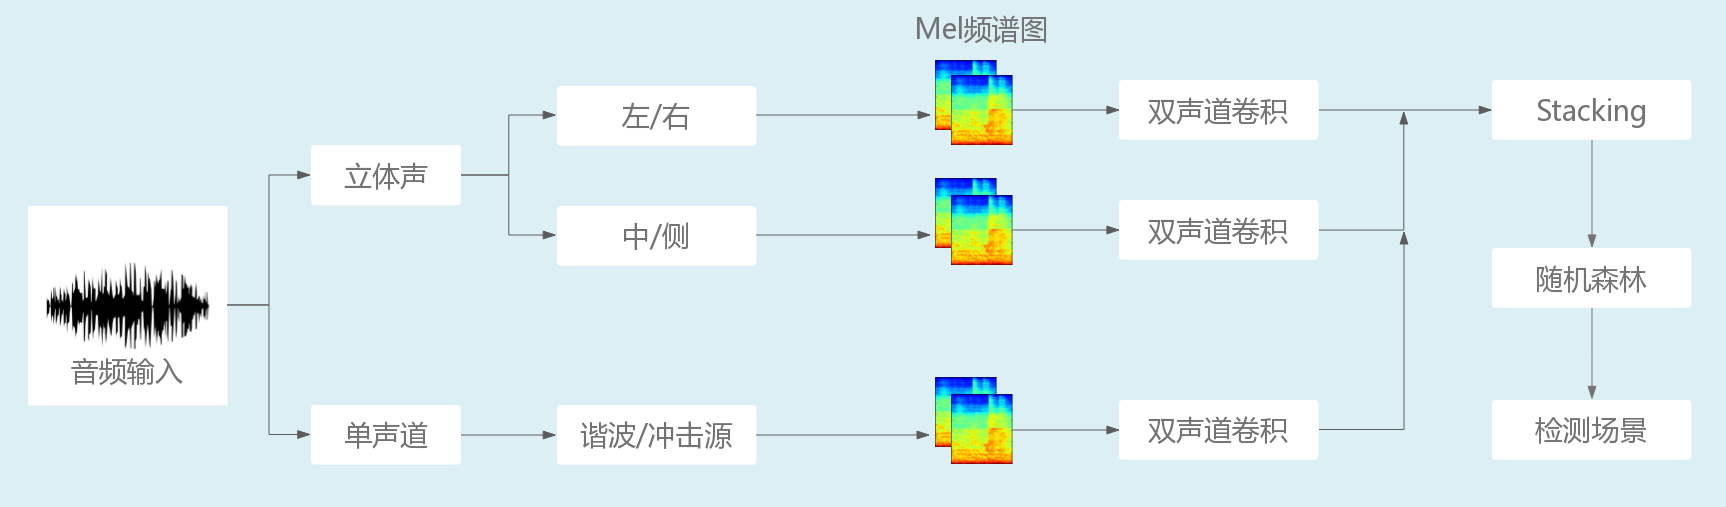 Mel频谱图
左/右
双声道卷积
Stacking
立体声
中/侧
双声道卷积
随机森林
音频输入
单声道
谐波/冲击源
双声道卷积
检测场景